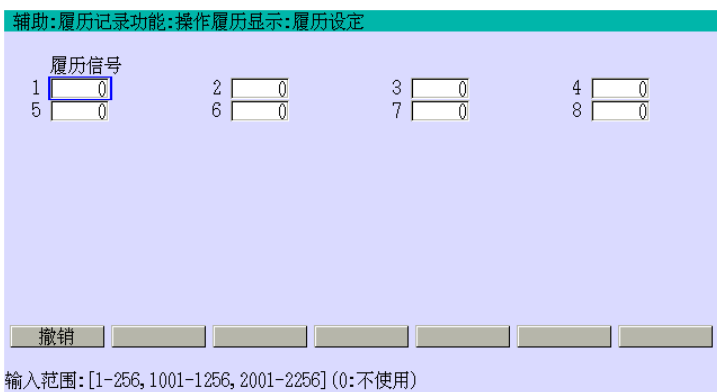 辅助:履历记录功能:操作履历显示:履历设定
履历信号
1 0 2 0 3 0 4 0
5 0 6 0 7 0 8 0
撤销
输入范围:[1-256,1001-1256,2001-2256](0:不使用)